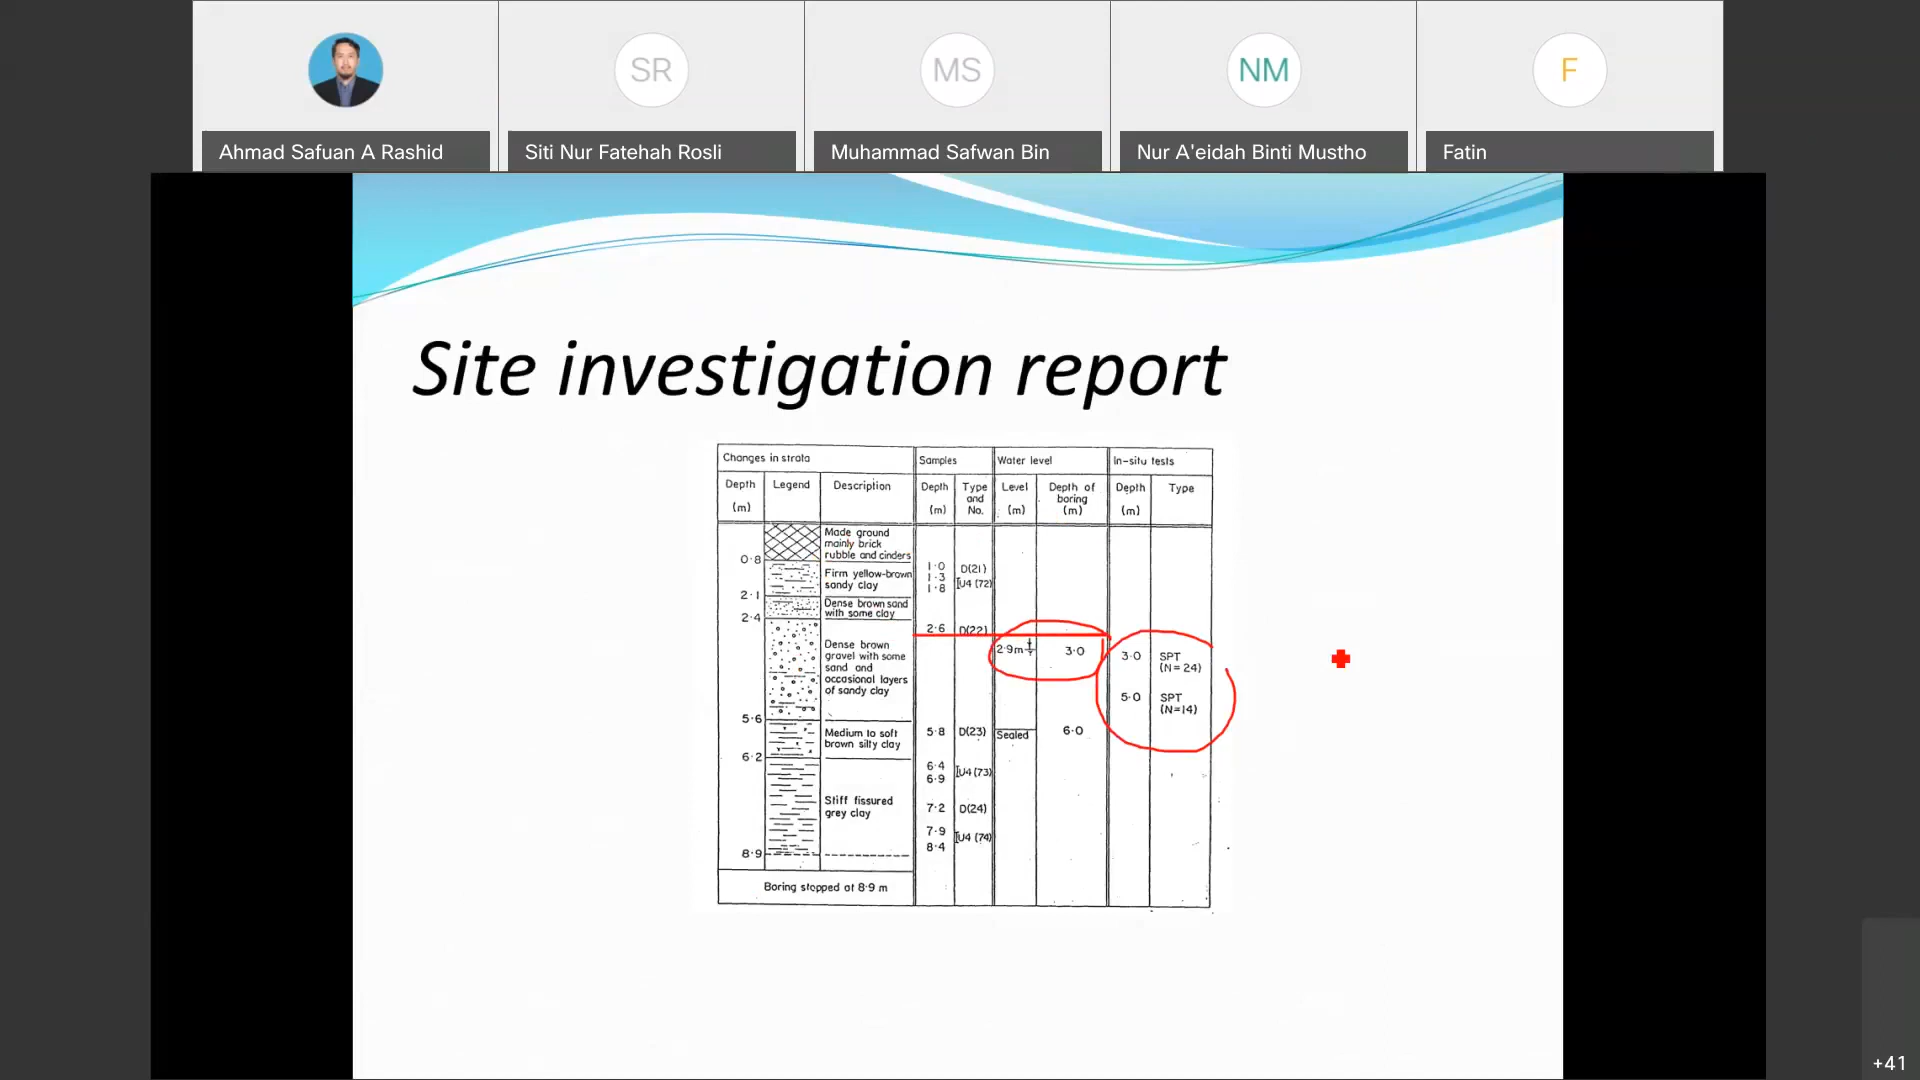 SR
MS
NM
F
Ahmad Safuan A Rashid
Siti Nur Fatehah Rosli
Muhammad Safwan Bin
Nur A'eidah Binti Mustho
Fatin
Site investigation report
Changes in strata
Samples
Water level
In-situ tests
Depth
(m)
Legend
Description
Depth
(m)
Type
and
No.
Level
(m)
Depth of
boring
(m)
Depth
(m)
Type
Made ground
mainly brick
rubble and cinders
0·8
Firm yellow-brown
sandy clay
1·0 D(21)
1·3
1·8
U4 (72)
2·1
Dense brown sand
with some clay
2·4
2·6 D(22)
Dense brown
gravel with some
sand and
occasional layers
of sandy clay
2·9m
3·0
3·0 SPT
(N=24)
5·0 SPT
(N=14)
5·6
Medium to soft
brown silty clay
5·8 D(23)
Sealed
6·0
6·2
Stiff fissured
grey clay
6·4
6·9
U4 (73)
7·2 D(24)
7·9
8·4
U4 (74)
8·9
Boring stopped at 8·9 m
+41